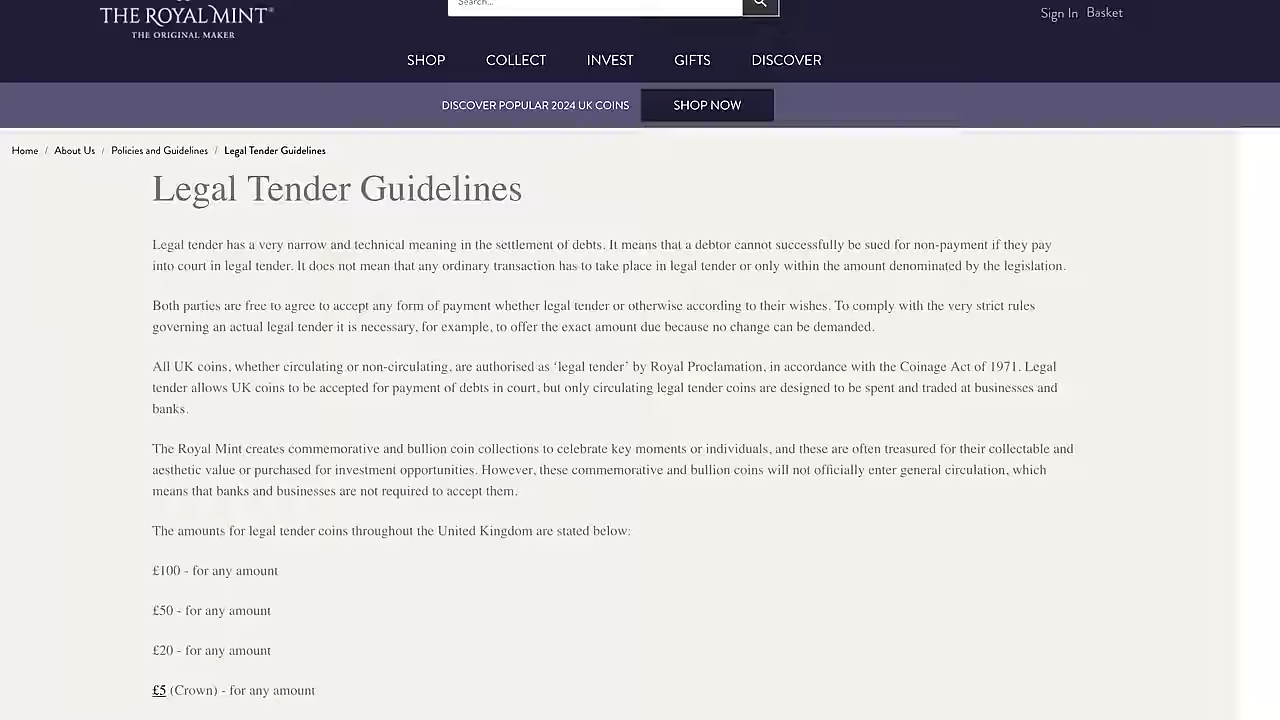 THE ROYAL MINT®
THE ORIGINAL MAKER
Search...
Sign In Basket
SHOP COLLECT INVEST GIFTS DISCOVER
DISCOVER POPULAR 2024 UK COINS SHOP NOW
Home / About Us / Policies and Guidelines / Legal Tender Guidelines
Legal Tender Guidelines
Legal tender has a very narrow and technical meaning in the settlement of debts. It means that a debtor cannot successfully be sued for non-payment if they pay
into court in legal tender. It does not mean that any ordinary transaction has to take place in legal tender or only within the amount denominated by the legislation.
Both parties are free to agree to accept any form of payment whether legal tender or otherwise according to their wishes. To comply with the very strict rules
governing an actual legal tender it is necessary, for example, to offer the exact amount due because no change can be demanded.
All UK coins, whether circulating or non-circulating, are authorised as ‘legal tender’ by Royal Proclamation, in accordance with the Coinage Act of 1971. Legal
tender allows UK coins to be accepted for payment of debts in court, but only circulating legal tender coins are designed to be spent and traded at businesses and
banks.
The Royal Mint creates commemorative and bullion coin collections to celebrate key moments or individuals, and these are often treasured for their collectable and
aesthetic value or purchased for investment opportunities. However, these commemorative and bullion coins will not officially enter general circulation, which
means that banks and businesses are not required to accept them.
The amounts for legal tender coins throughout the United Kingdom are stated below:
£100 - for any amount
£50 - for any amount
£20 - for any amount
£5 (Crown) - for any amount